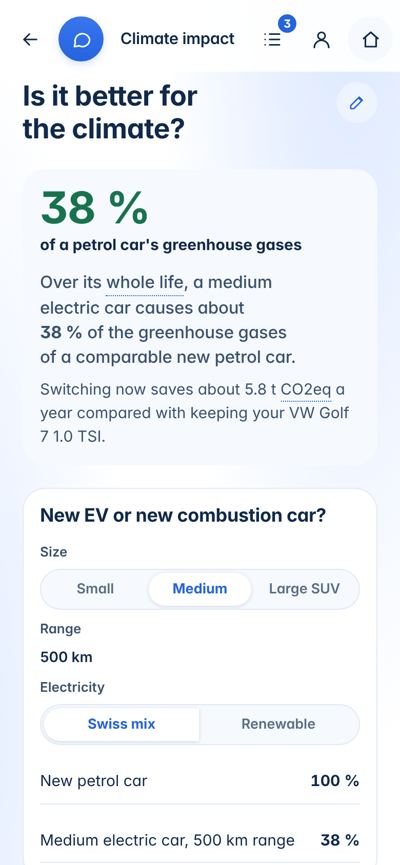 Climate impact
3
Is it better for
the climate?
38 %
of a petrol car's greenhouse gases
Over its whole life, a medium
electric car causes about
38 % of the greenhouse gases
of a comparable new petrol car.
Switching now saves about 5.8 t CO2eq a
year compared with keeping your VW Golf
7 1.0 TSI.
New EV or new combustion car?
Size
Small Medium Large SUV
Range
500 km
Electricity
Swiss mix Renewable
New petrol car 100 %
Medium electric car, 500 km range 38 %